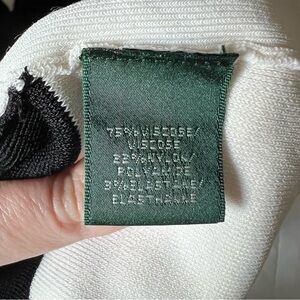 75% VISCOSE/
VISCOSE
22% NYLON/
POLYAMIDE
3% ELASTANE/
ELASTHANNE